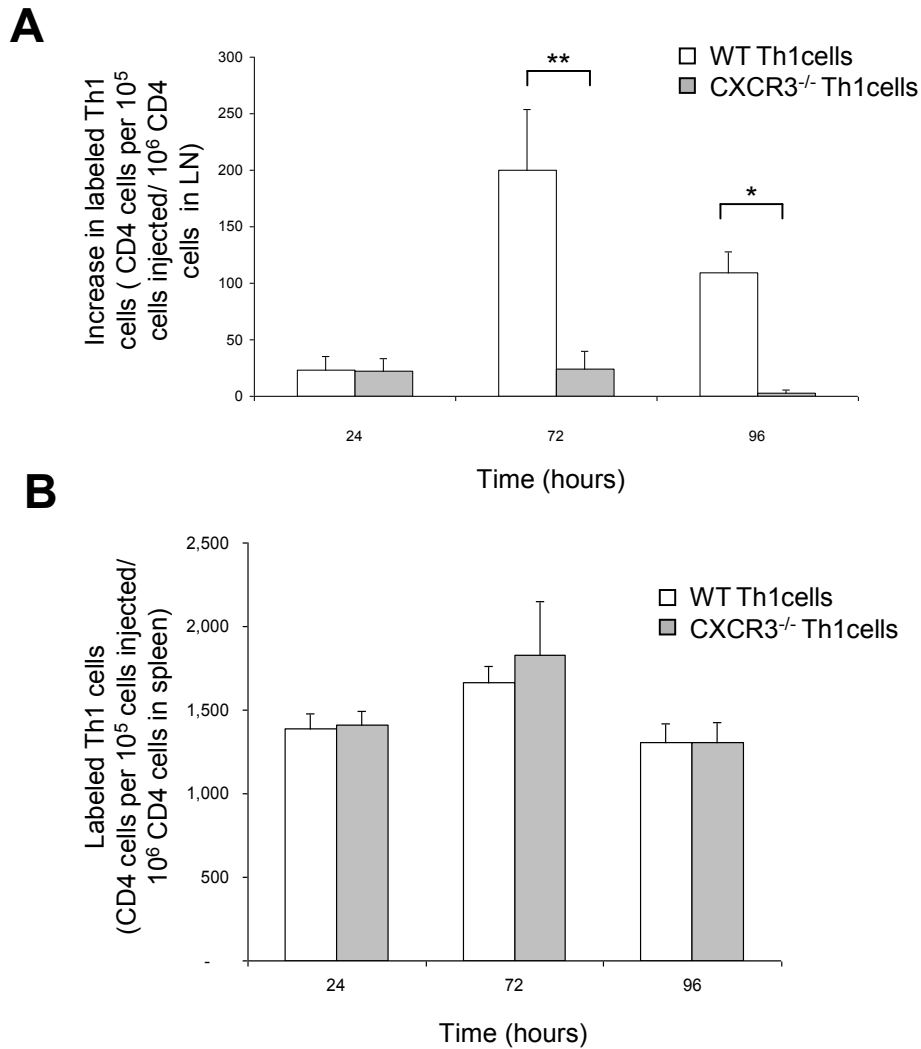 A
Increase in labeled Th1
cells ( CD4 cells per 10⁵
cells injected/ 10⁶ CD4
cells in LN)
300
250
200
150
100
50
0
**
*
WT Th1cells
CXCR3⁻/⁻ Th1cells
24
72
96
Time (hours)
B
Labeled Th1 cells
(CD4 cells per 10⁵ cells injected/
10⁶ CD4 cells in spleen)
2,500
2,000
1,500
1,000
500
-
WT Th1cells
CXCR3⁻/⁻ Th1cells
24
72
96
Time (hours)